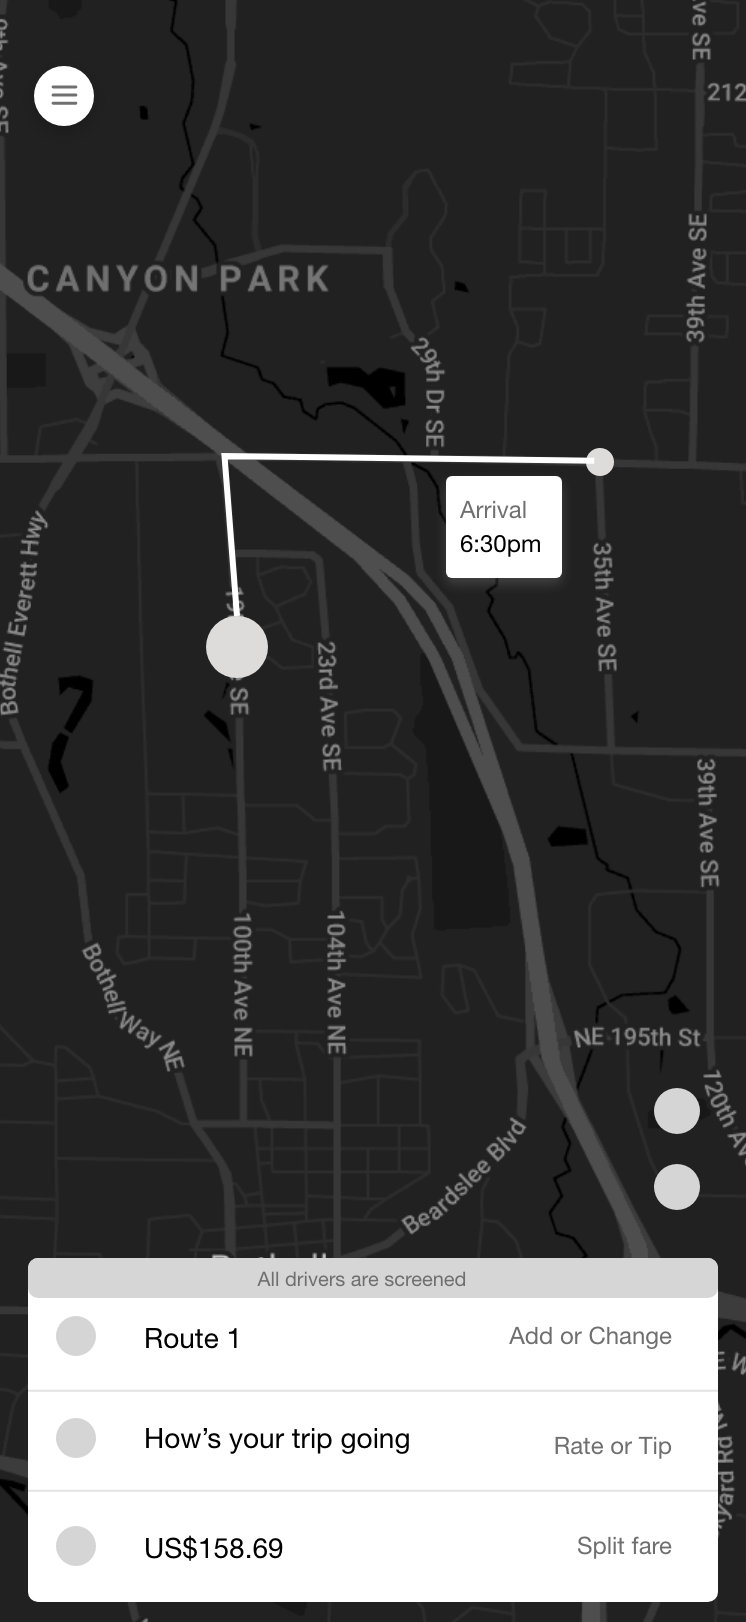 ve SE
212
CANYON PARK
39th Ave SE
29th Dr SE
Arrival
6:30pm
35th Ave SE
Bothell Everett Hwy
SE
23rd Ave SE
39th Ave SE
100th Ave NE
104th Ave NE
Bothell Way NE
NE 195th St
120th Av
Beardslee Blvd
All drivers are screened
Route 1
Add or Change
How's your trip going
Rate or Tip
US$158.69
Split fare